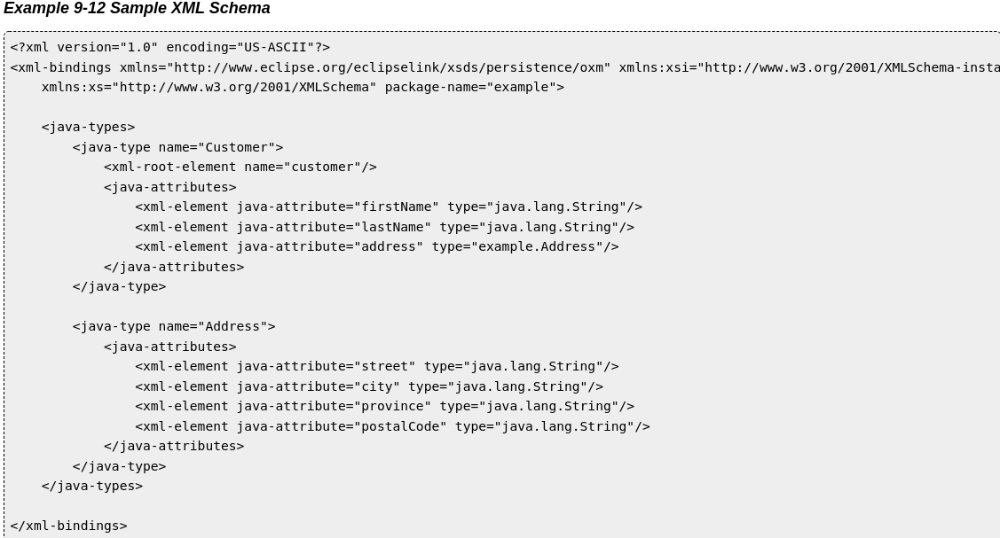 Example 9-12 Sample XML Schema
<?xml version="1.0" encoding="US-ASCII"?>
<xml-bindings xmlns="http://www.eclipse.org/eclipselink/xsds/persistence/oxm" xmlns:xsi="http://www.w3.org/2001/XMLSchema-insta
    xmlns:xs="http://www.w3.org/2001/XMLSchema" package-name="example">
    <java-types>
        <java-type name="Customer">
            <xml-root-element name="customer"/>
            <java-attributes>
                <xml-element java-attribute="firstName" type="java.lang.String"/>
                <xml-element java-attribute="lastName" type="java.lang.String"/>
                <xml-element java-attribute="address" type="example.Address"/>
            </java-attributes>
        </java-type>
        <java-type name="Address">
            <java-attributes>
                <xml-element java-attribute="street" type="java.lang.String"/>
                <xml-element java-attribute="city" type="java.lang.String"/>
                <xml-element java-attribute="province" type="java.lang.String"/>
                <xml-element java-attribute="postalCode" type="java.lang.String"/>
            </java-attributes>
        </java-type>
    </java-types>
</xml-bindings>